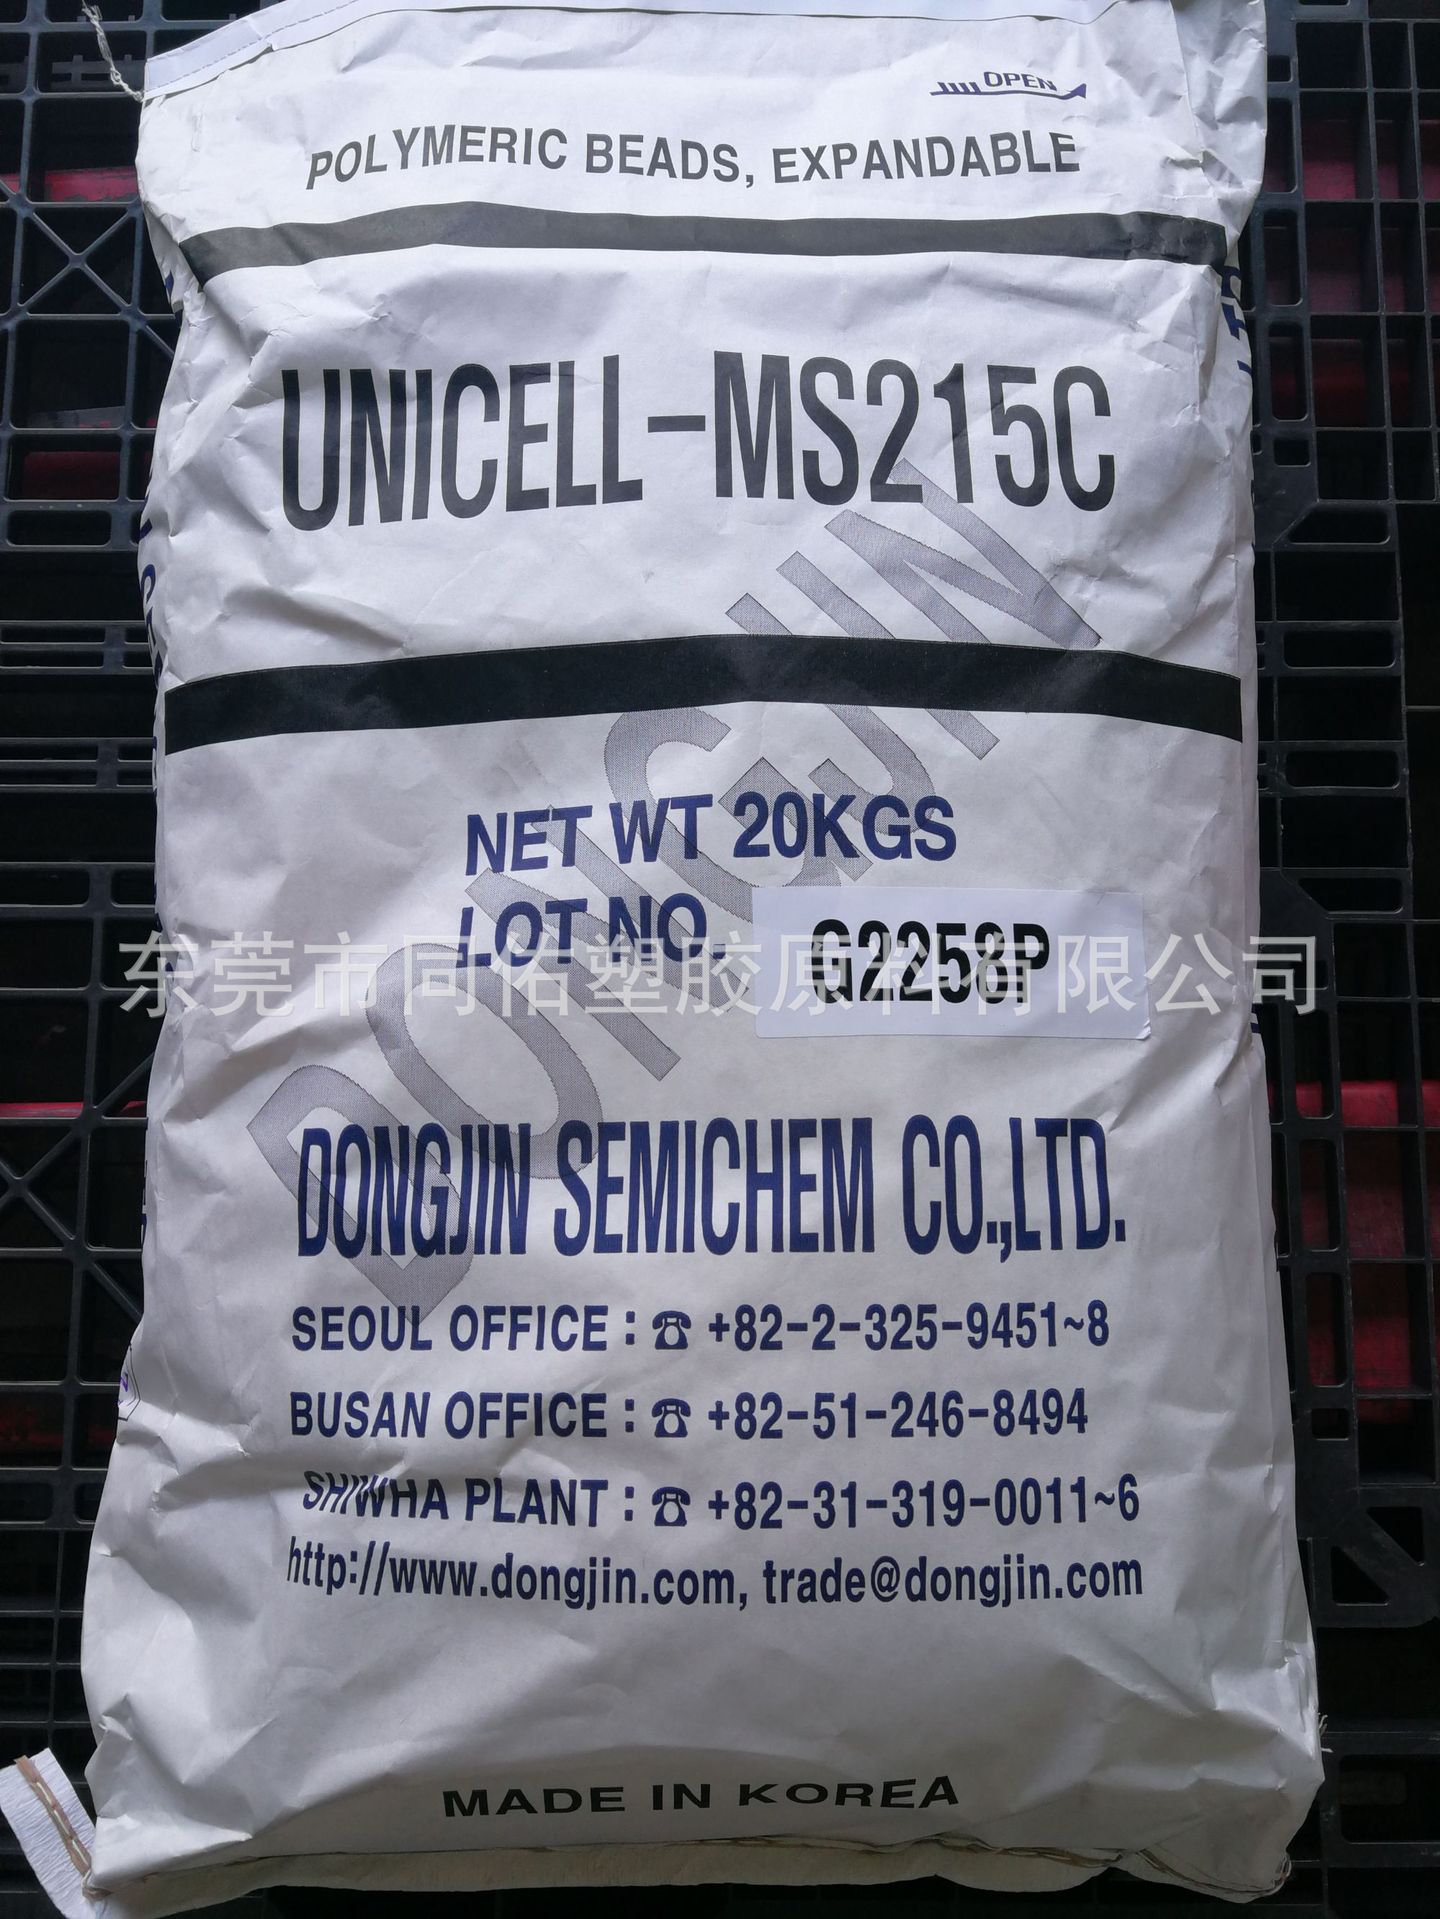 OPEN
POLYMERIC BEADS, EXPANDABLE
UNICELL-MS215C
DONGJIN
NET WT 20KGS
LOT NO. G2258P
东莞市同佑塑胶原料有限公司
DONGJIN SEMICHEM CO.,LTD.
SEOUL OFFICE : ☎ +82-2-325-9451~8
BUSAN OFFICE : ☎ +82-51-246-8494
SHIWHA PLANT : ☎ +82-31-319-0011~6
http://www.dongjin.com, trade@dongjin.com
MADE IN KOREA